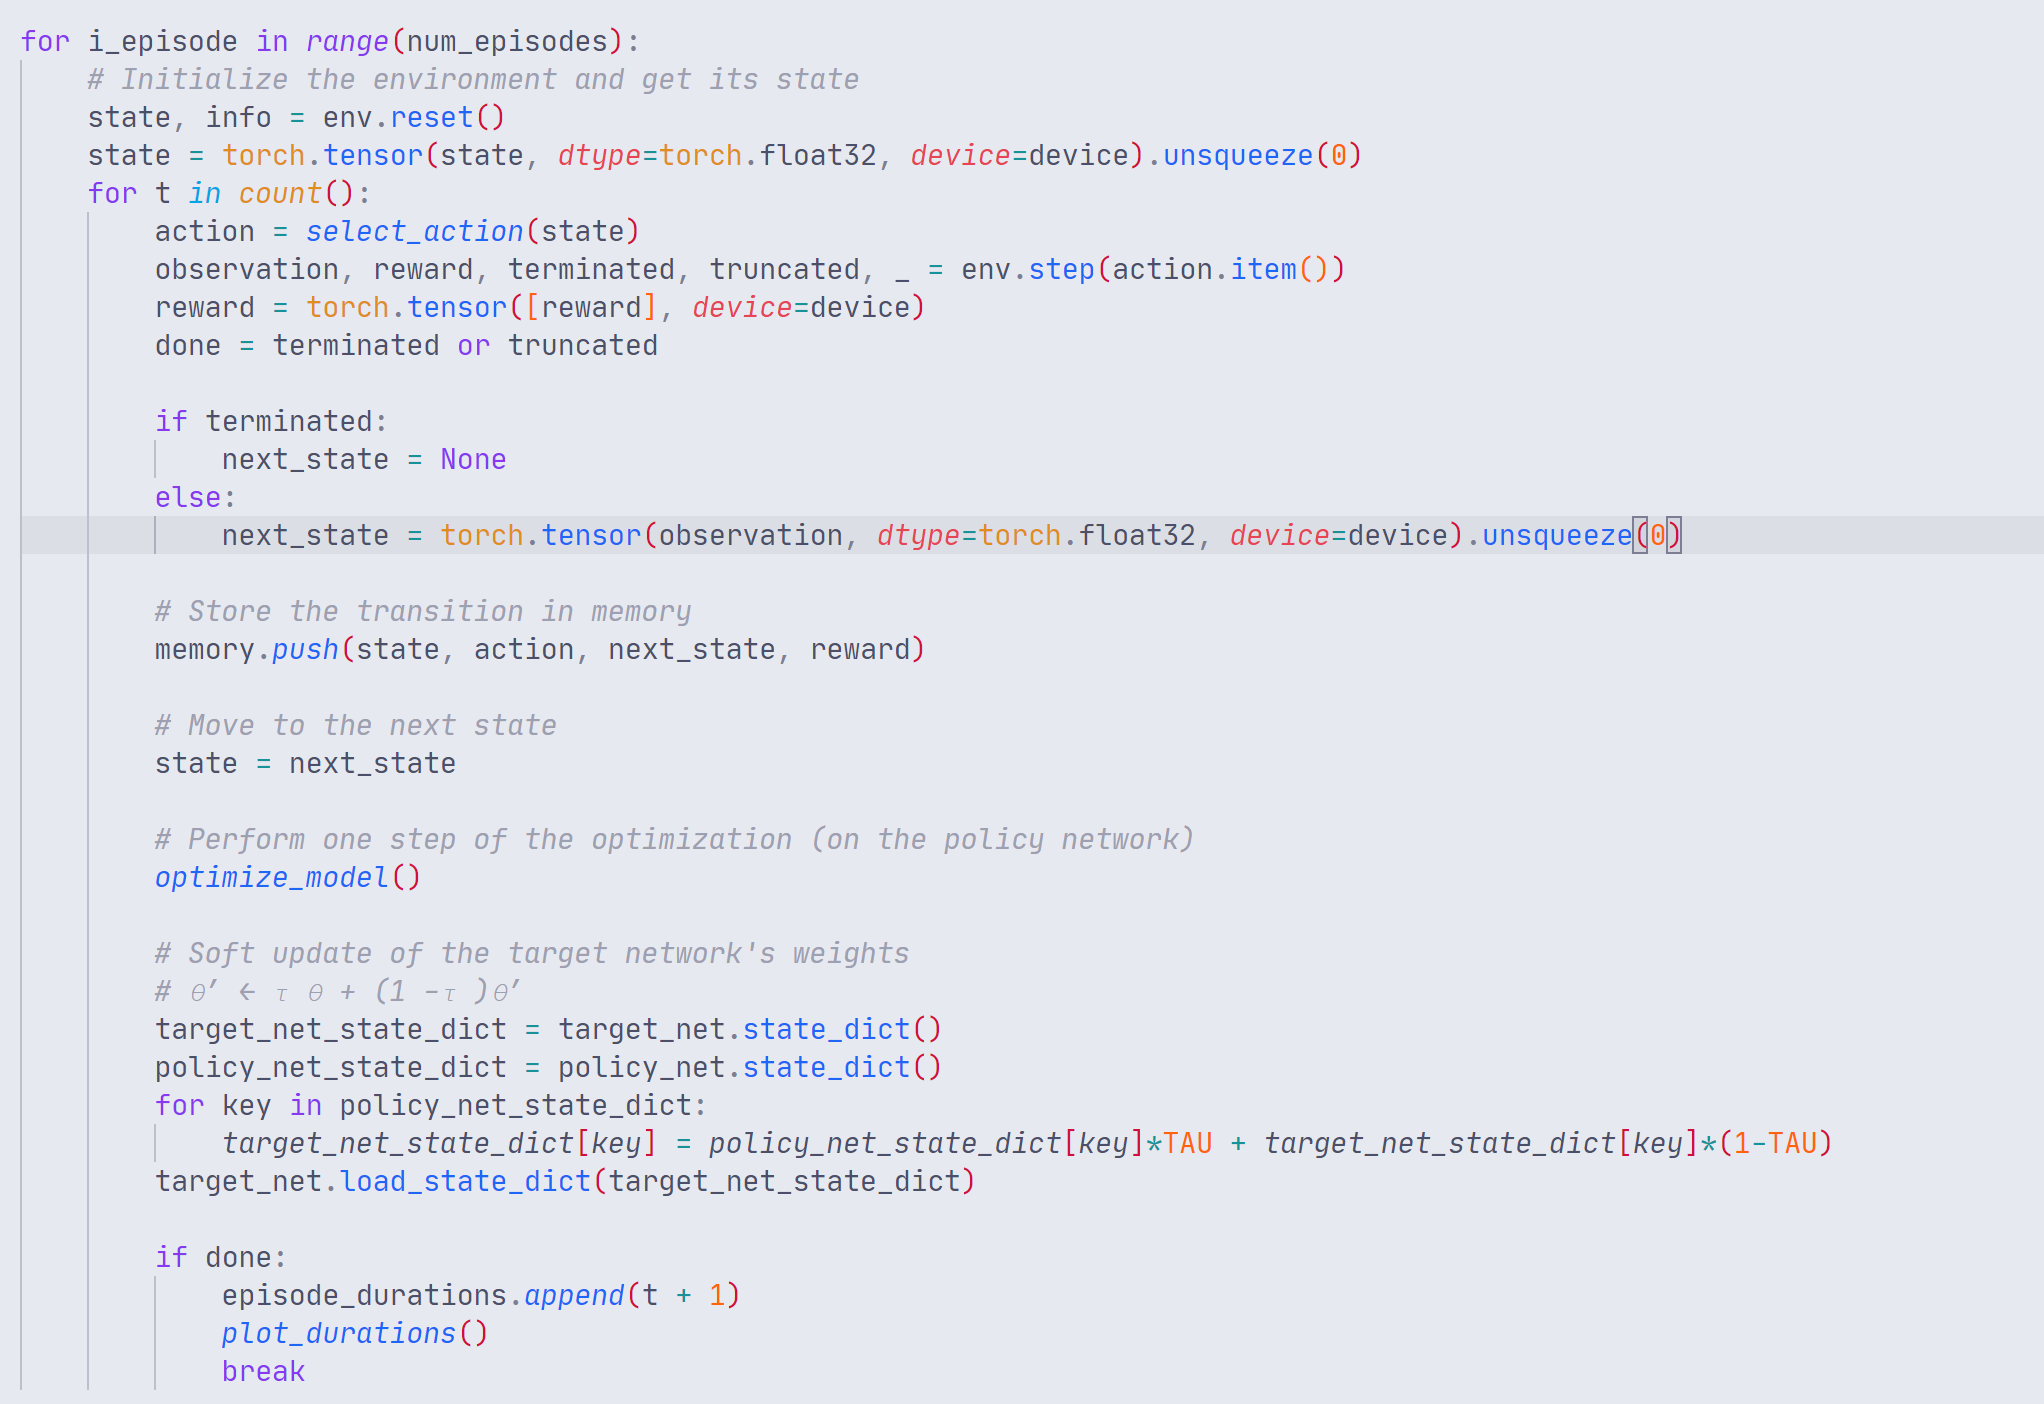 for i_episode in range(num_episodes):
    # Initialize the environment and get its state
    state, info = env.reset()
    state = torch.tensor(state, dtype=torch.float32, device=device).unsqueeze(0)
    for t in count():
        action = select_action(state)
        observation, reward, terminated, truncated, _ = env.step(action.item())
        reward = torch.tensor([reward], device=device)
        done = terminated or truncated

        if terminated:
            next_state = None
        else:
            next_state = torch.tensor(observation, dtype=torch.float32, device=device).unsqueeze(0)

        # Store the transition in memory
        memory.push(state, action, next_state, reward)

        # Move to the next state
        state = next_state

        # Perform one step of the optimization (on the policy network)
        optimize_model()

        # Soft update of the target network's weights
        # θ′ ← τ θ + (1 −τ )θ′
        target_net_state_dict = target_net.state_dict()
        policy_net_state_dict = policy_net.state_dict()
        for key in policy_net_state_dict:
            target_net_state_dict[key] = policy_net_state_dict[key]*TAU + target_net_state_dict[key]*(1-TAU)
        target_net.load_state_dict(target_net_state_dict)

        if done:
            episode_durations.append(t + 1)
            plot_durations()
            break